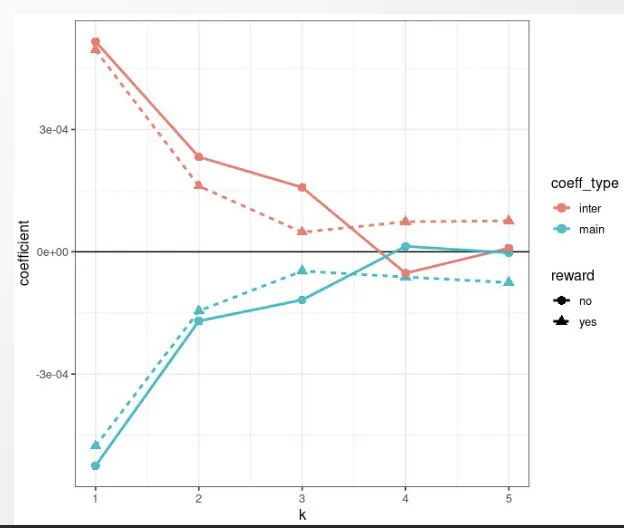 coefficient
3e-04
0e+00
-3e-04
1 2 3 4 5
k
coeff_type
inter
main
reward
no
yes